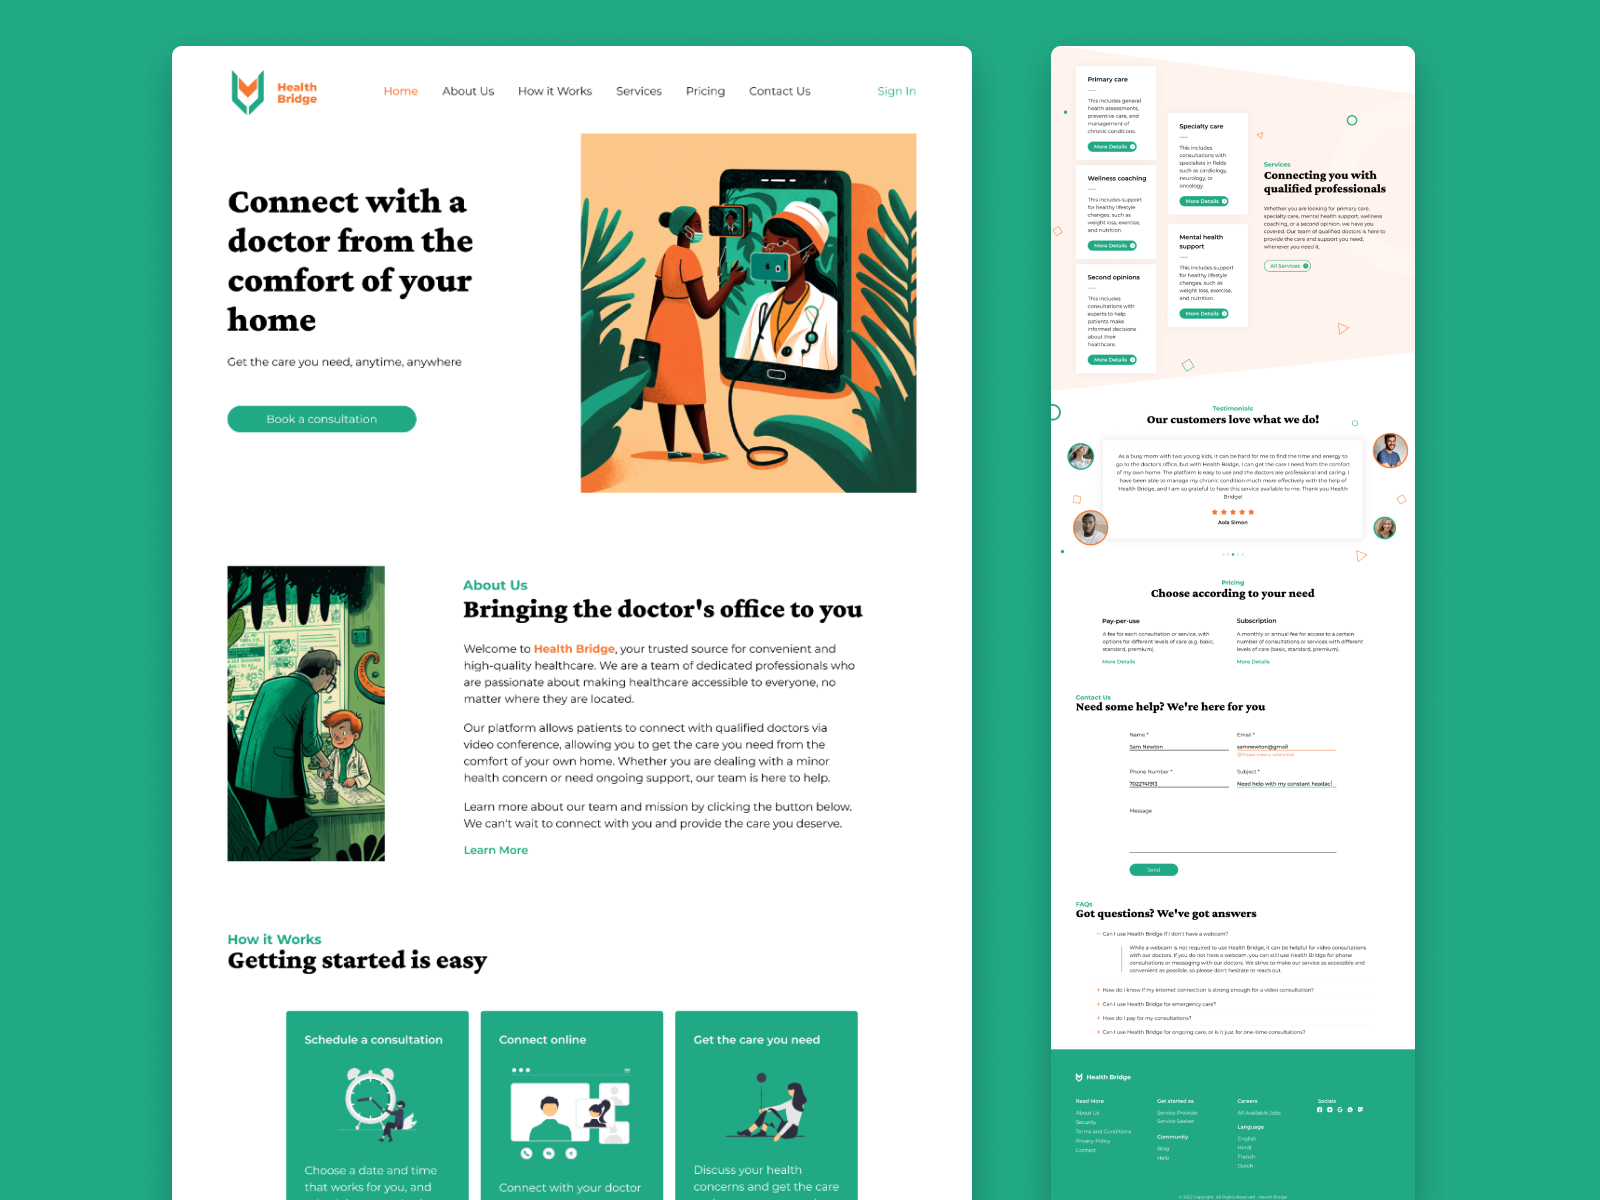 Health
Bridge
Home
About Us
How it Works
Services
Pricing
Contact Us
Sign In
Connect with a
doctor from the
comfort of your
home
Get the care you need, anytime, anywhere
Book a consultation
About Us
Bringing the doctor's office to you
Welcome to Health Bridge, your trusted source for convenient and
high-quality healthcare. We are a team of dedicated professionals who
are passionate about making healthcare accessible to everyone, no
matter where they are located.
Our platform allows patients to connect with qualified doctors via
video conference, allowing you to get the care you need from the
comfort of your own home. Whether you are dealing with a minor
health concern or need ongoing support, our team is here to help.
Learn more about our team and mission by clicking the button below.
We can't wait to connect with you and provide the care you deserve.
Learn More
How it Works
Getting started is easy
Schedule a consultation
Choose a date and time
that works for you, and
Connect online
Connect with your doctor
Get the care you need
Discuss your health
concerns and get the care
Primary care
This includes general
health assessments,
preventive care, and
management of
chronic conditions.
More Details
Wellness coaching
This includes support
for healthy lifestyle
changes, such as
weight loss, exercise,
and nutrition.
More Details
Second opinions
This includes
consultations with
experts to help
patients make
informed decisions
about their
healthcare.
More Details
Specialty care
This includes
consultations with
specialists in fields
such as cardiology,
neurology, or
oncology.
More Details
Mental health
support
This includes support
for healthy lifestyle
changes, such as
weight loss, exercise,
and nutrition.
More Details
Services
Connecting you with
qualified professionals
Whether you are looking for primary care,
specialty care, mental health support, wellness
coaching, or a second opinion, we have you
covered. Our team of qualified doctors is here to
provide the care and support you need,
whenever you need it.
All Services
Testimonials
Our customers love what we do!
As a busy mom with two young kids, it can be hard for me to find the time and energy to
go to the doctor's office, but with Health Bridge, I can get the care I need from the comfort
of my own home. The platform is easy to use and the doctors are professional and caring. I
have been able to manage my chronic condition much more effectively with the help of
Health Bridge, and I am so grateful to have this service available to me. Thank you Health
Bridge!
Aola Simon
Pricing
Choose according to your need
Pay-per-use
A fee for each consultation or service, with
options for different levels of care (e.g. basic,
standard, premium).
More Details
Subscription
A monthly or annual fee for access to a certain
number of consultations or services with different
levels of care (basic, standard, premium).
More Details
Contact Us
Need some help? We're here for you
Name *
Sam Newton
Email *
samnewton@gmail
Phone Number *
7022741913
Subject *
Need help with my constant headac
Message
Send
FAQs
Got questions? We've got answers
− Can I use Health Bridge if I don't have a webcam?
While a webcam is not required to use Health Bridge, it can be helpful for video consultations
with our doctors. If you do not have a webcam, you can still use Health Bridge for phone
consultations or messaging with our doctors. We strive to make our service as accessible and
convenient as possible, so please don't hesitate to reach out.
+ How do I know if my internet connection is strong enough for a video consultation?
+ Can I use Health Bridge for emergency care?
+ How do I pay for my consultations?
+ Can I use Health Bridge for ongoing care, or is it just for one-time consultations?
Health Bridge
Read More
About Us
Security
Terms and Conditions
Privacy Policy
Contact
Get started as
Service Provider
Service Seeker
Community
Blog
Help
Careers
All Available Jobs
Language
English
Hindi
French
Dutch
Socials
© 2022 Copyright, All Rights Reserved - Health Bridge